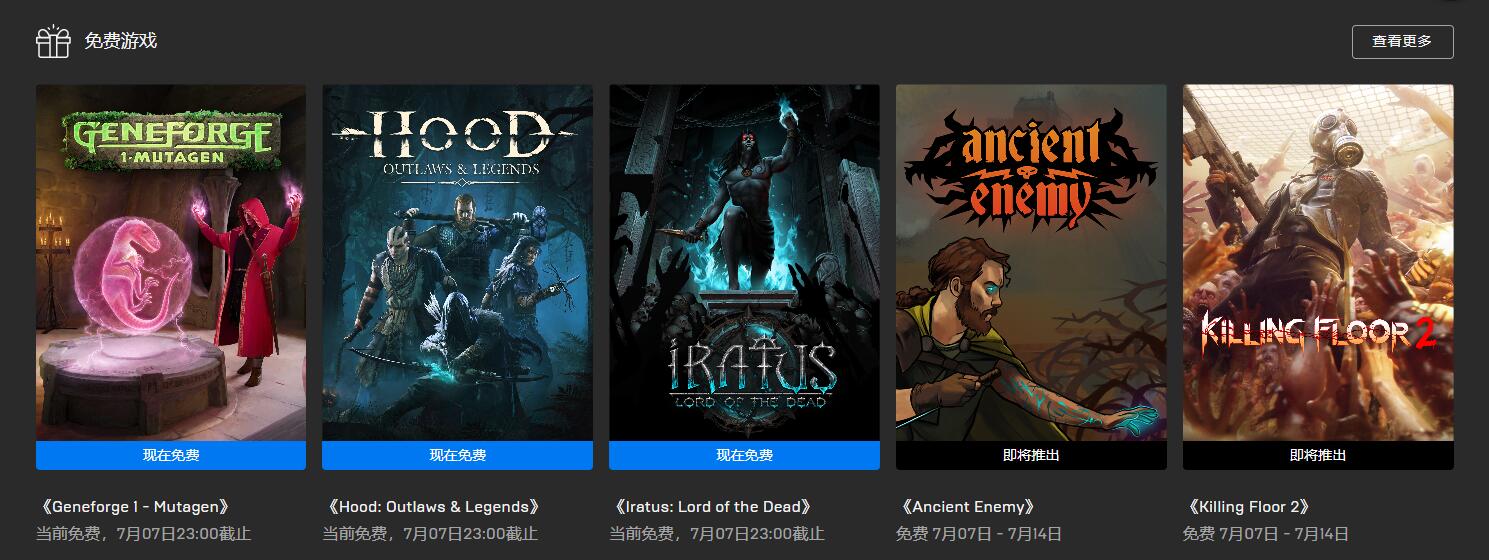 免费游戏
查看更多
GENEFORGE
1-MUTAGEN
HOOD
OUTLAWS & LEGENDS
IRATUS
LORD OF THE DEAD
ancient
enemy
KILLING FLOOR 2
现在免费
现在免费
现在免费
即将推出
即将推出
《Geneforge 1 - Mutagen》
当前免费，7月07日23:00截止
《Hood: Outlaws & Legends》
当前免费，7月07日23:00截止
《Iratus: Lord of the Dead》
当前免费，7月07日23:00截止
《Ancient Enemy》
免费 7月07日 - 7月14日
《Killing Floor 2》
免费 7月07日 - 7月14日